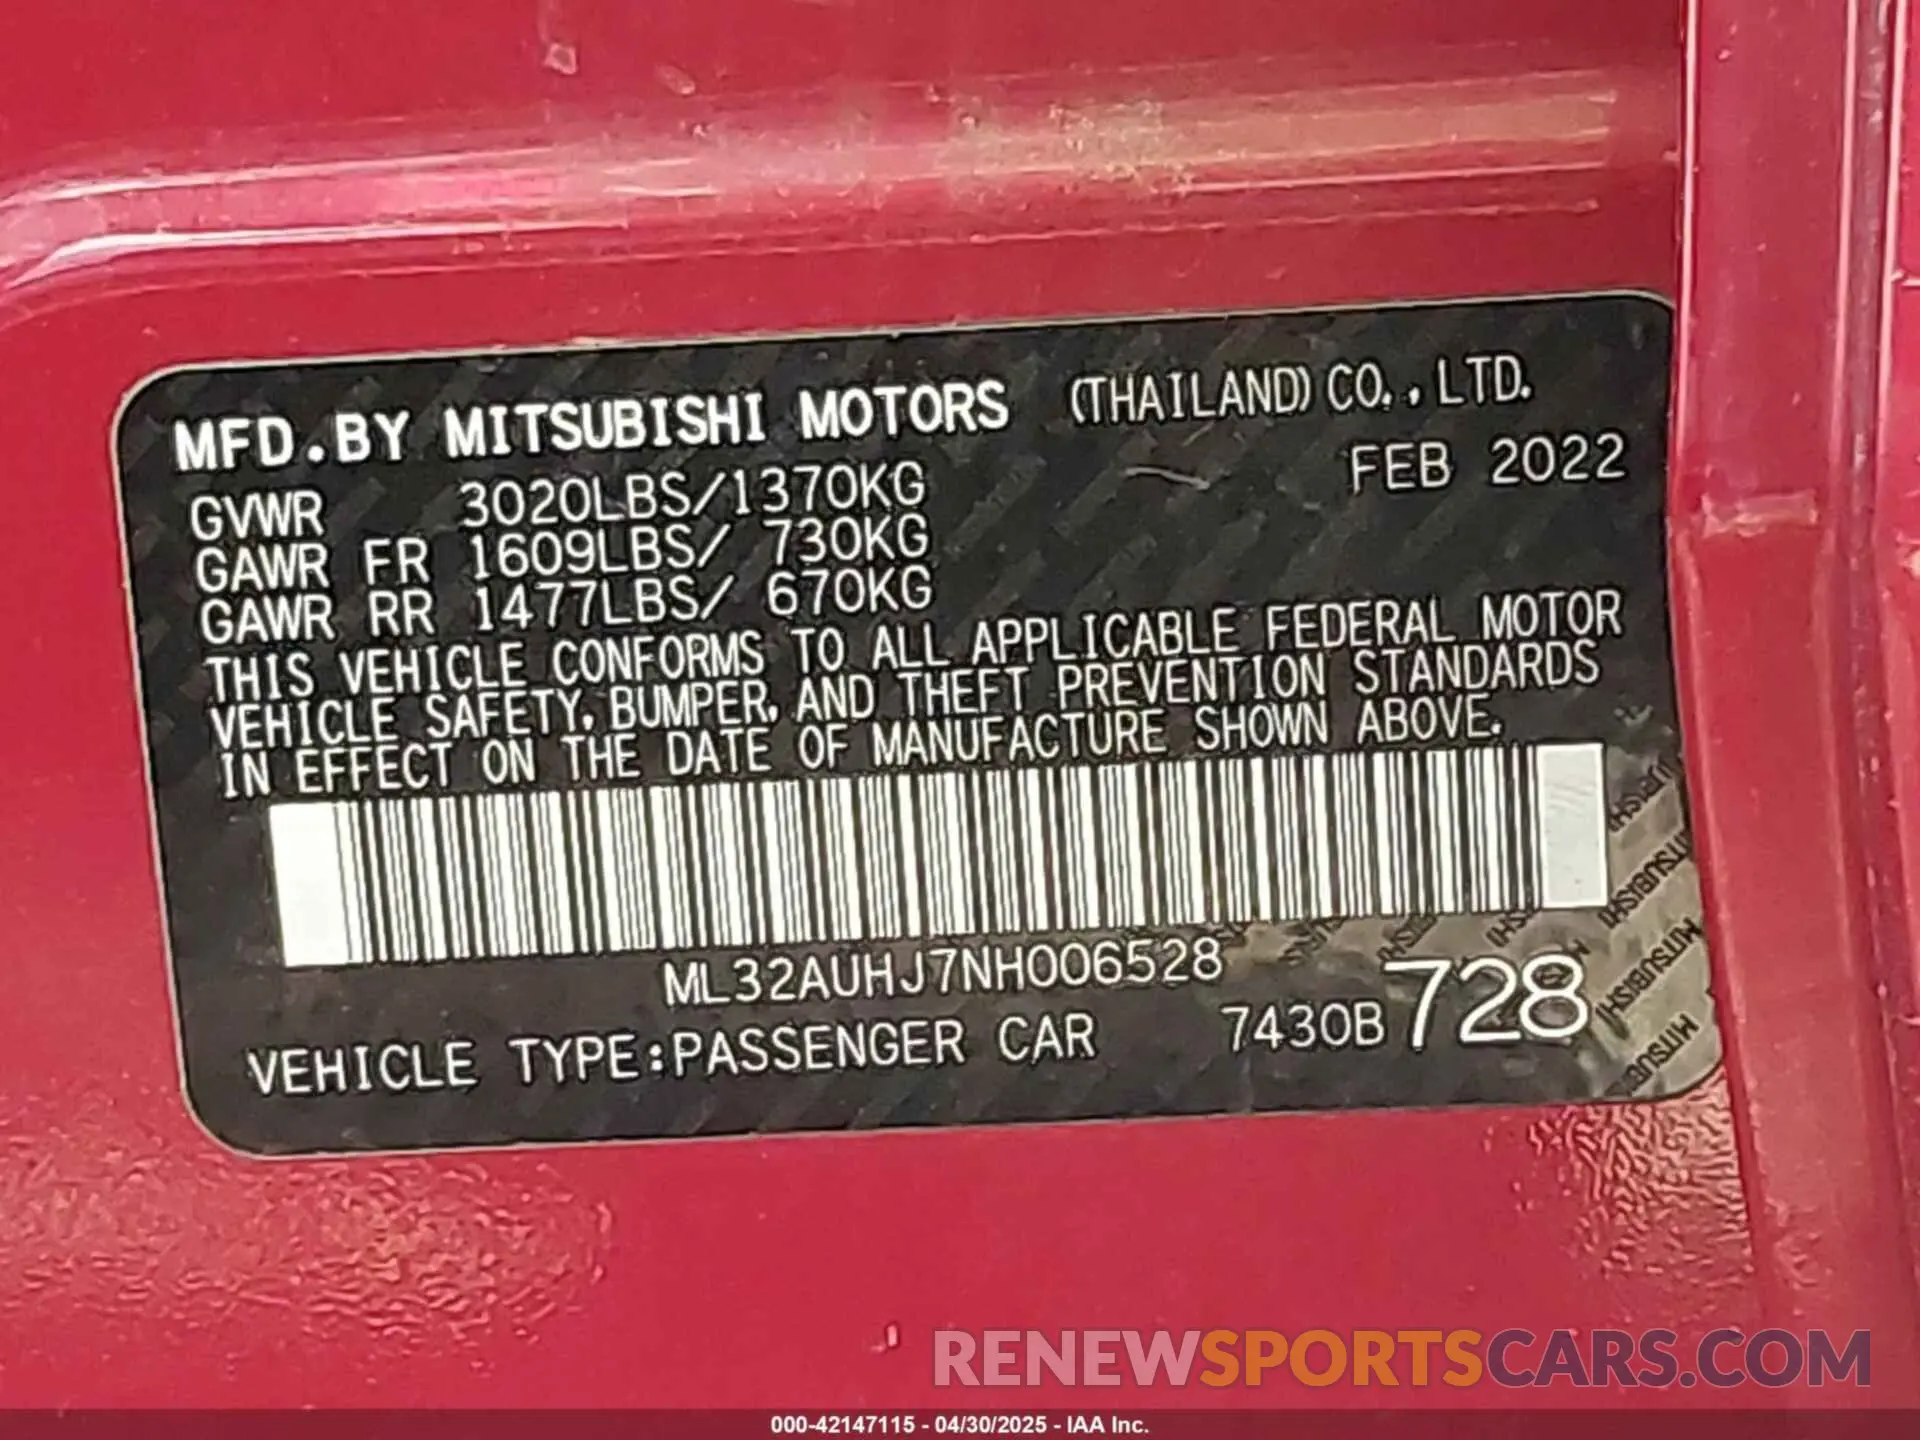 MFD.BY MITSUBISHI MOTORS (THAILAND) CO., LTD.
FEB 2022
GVWR 3020LBS/1370KG
GAWR FR 1609LBS/ 730KG
GAWR RR 1477LBS/ 670KG
THIS VEHICLE CONFORMS TO ALL APPLICABLE FEDERAL MOTOR
VEHICLE SAFETY, BUMPER, AND THEFT PREVENTION STANDARDS
IN EFFECT ON THE DATE OF MANUFACTURE SHOWN ABOVE.
ML32AUHJ7NH006528
VEHICLE TYPE:PASSENGER CAR 7430B 728
MITSUBISHI
MITSUBISHI
RENEWSPORTSCARS.COM
000-42147115 - 04/30/2025 - IAA Inc.